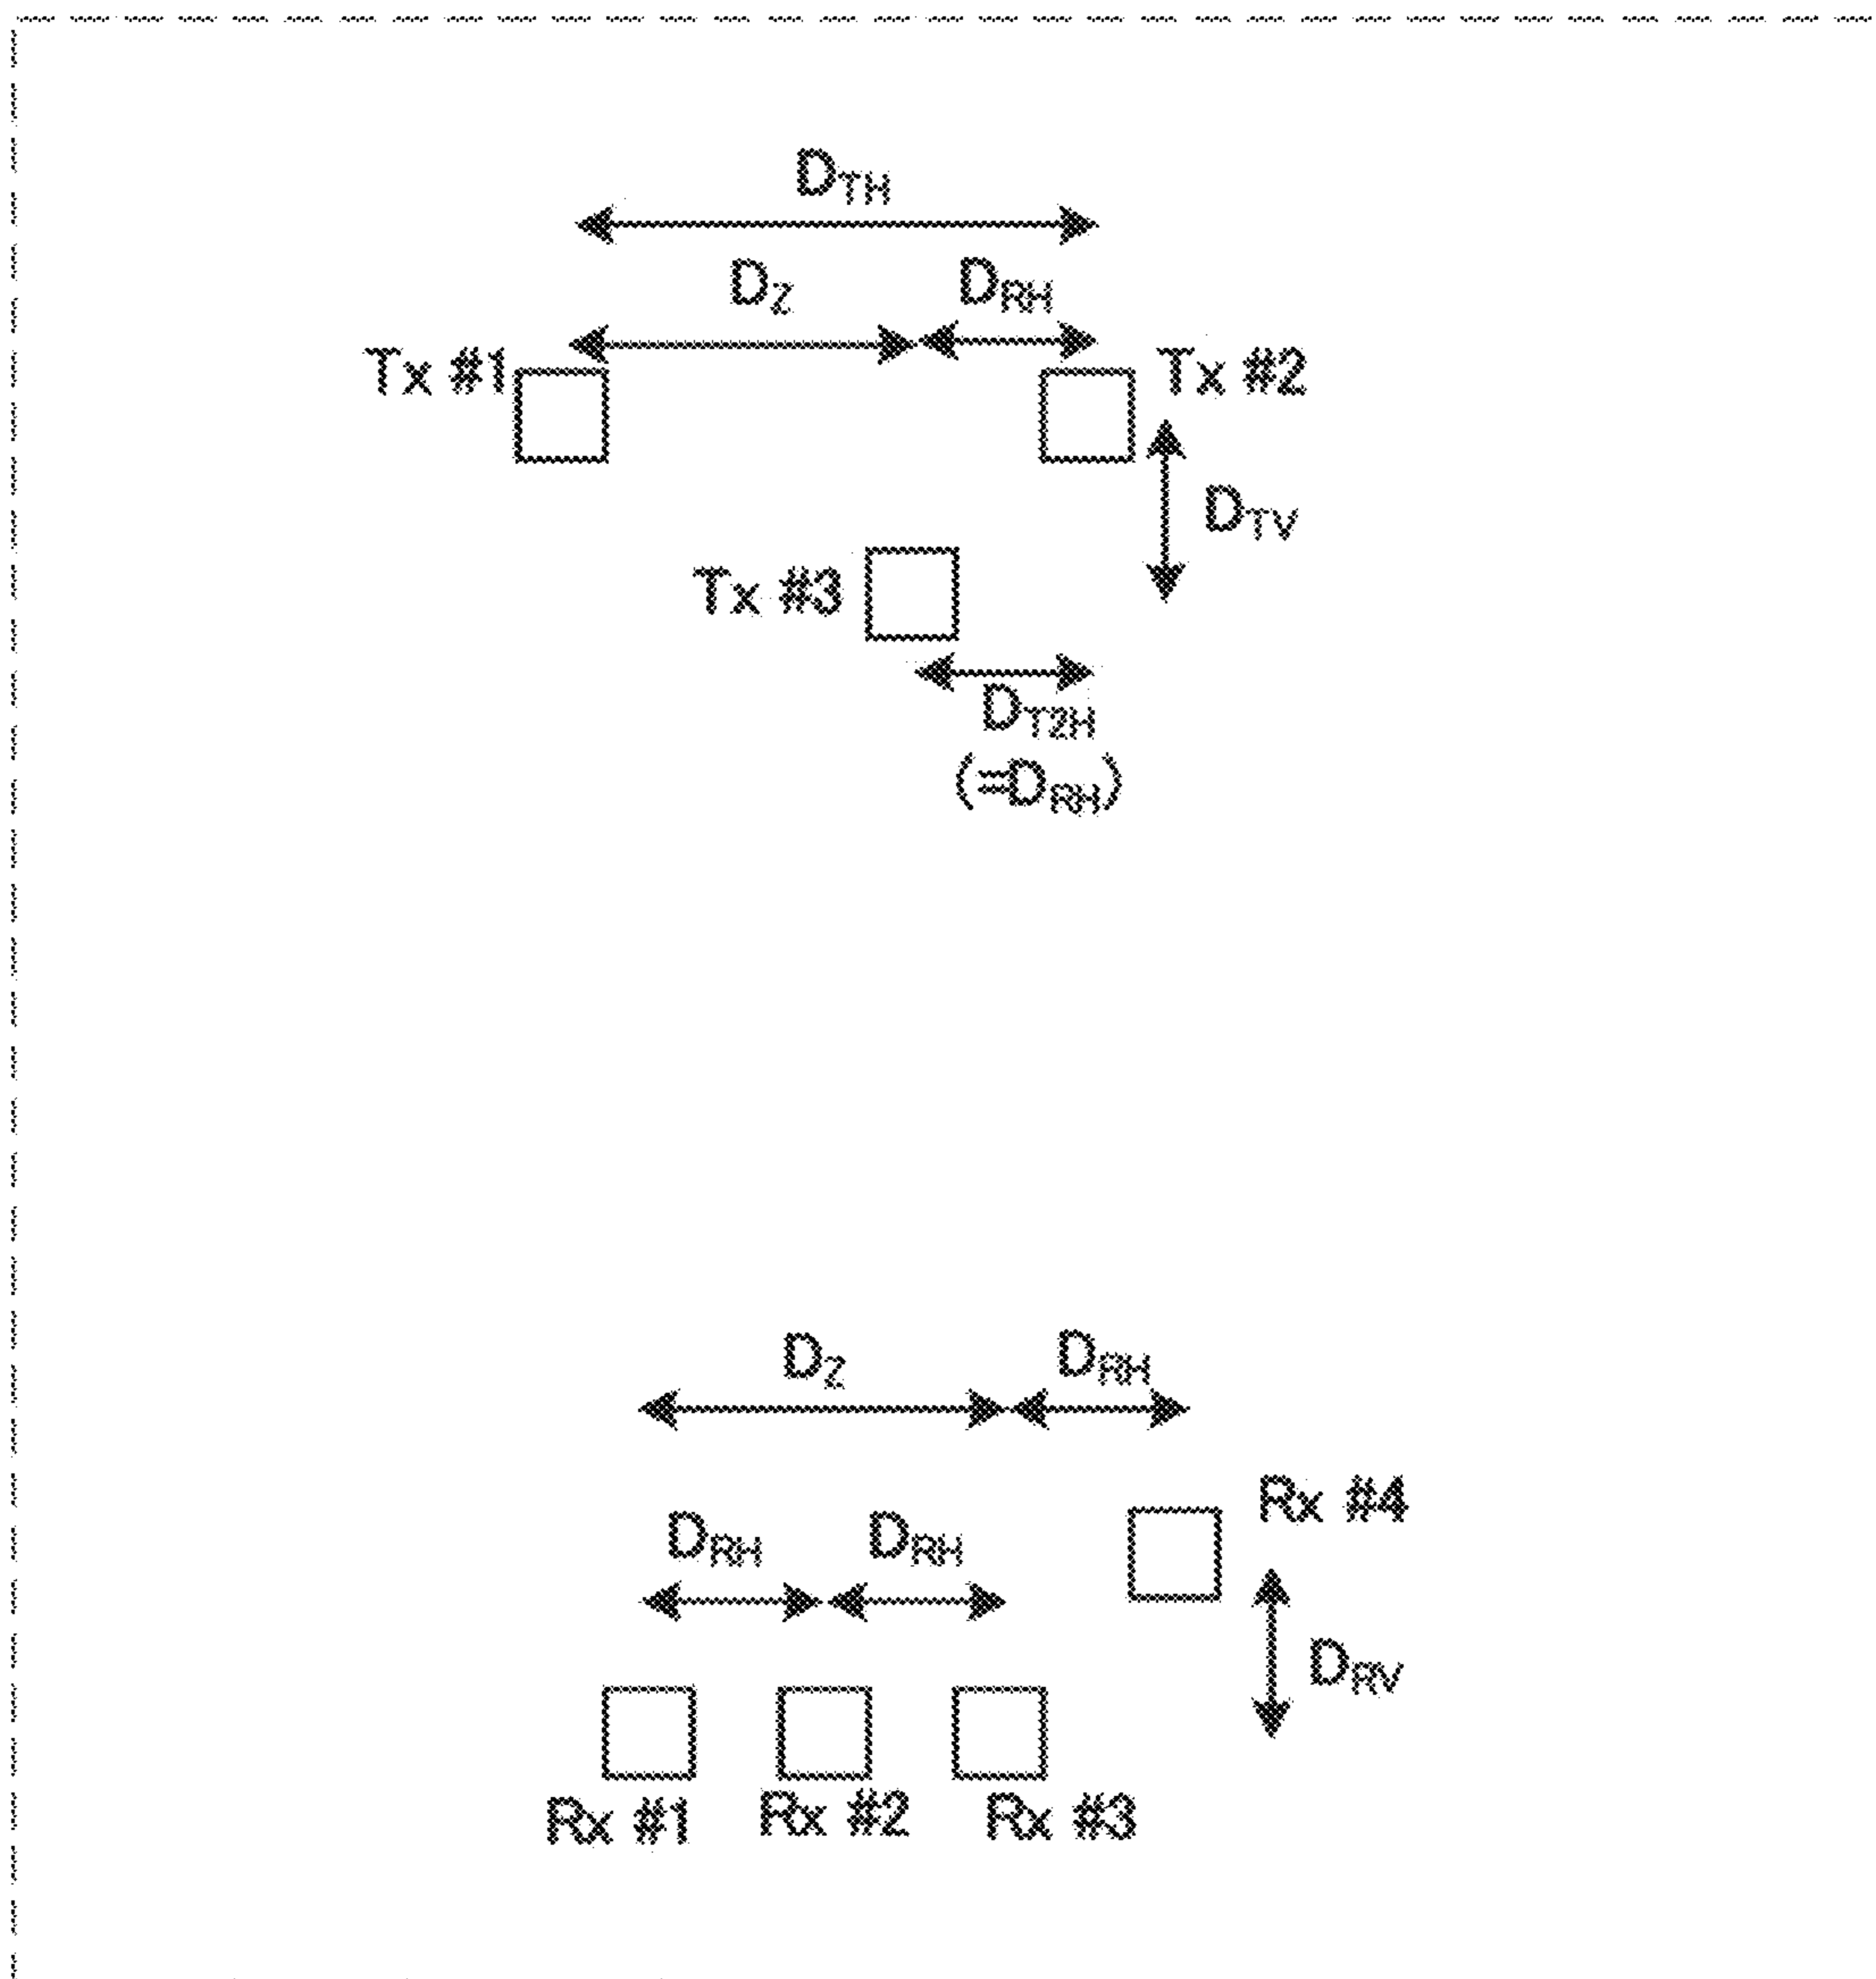 DTH
DZ DRH
Tx #1 Tx #2
DTV
Tx #3
DT2H
(=DRH)
DZ DRH
Rx #4
DRH DRH
DRV
Rx #1 Rx #2 Rx #3